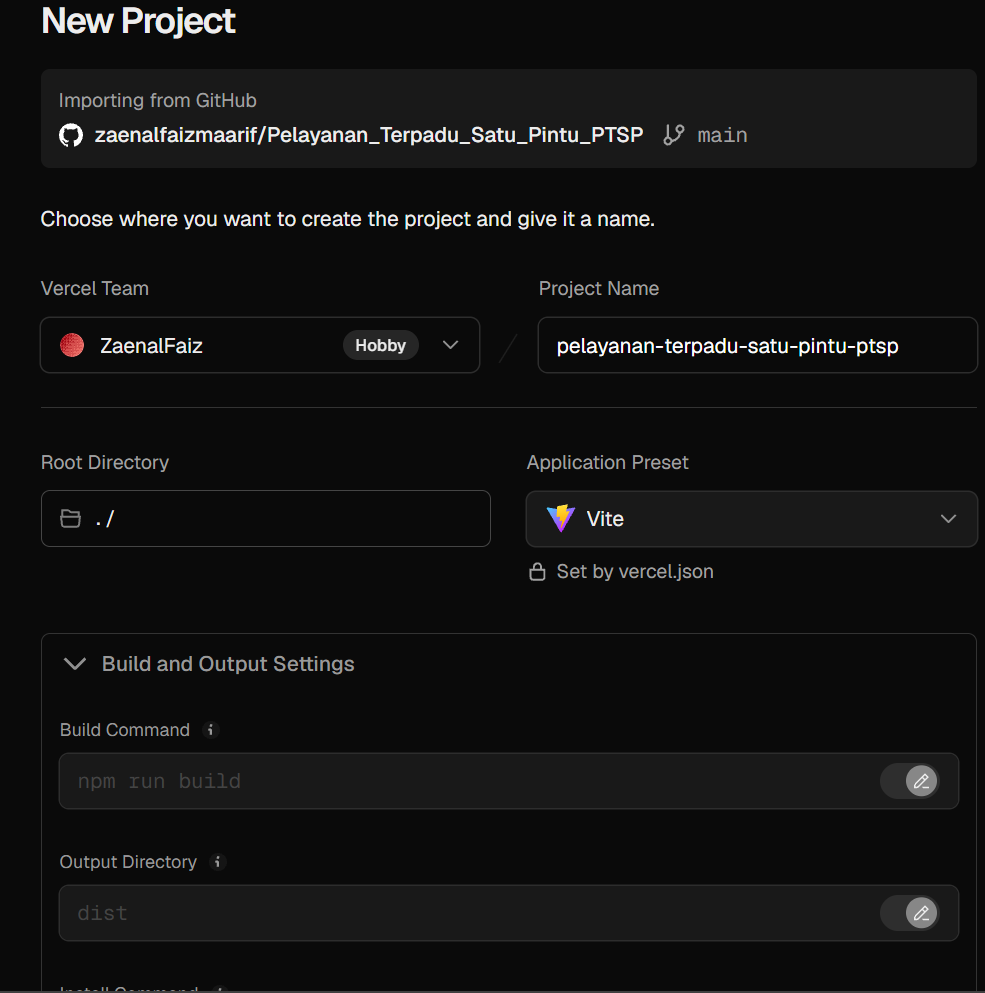 New Project
Importing from GitHub
zaenalfaizmaarif/Pelayanan_Terpadu_Satu_Pintu_PTSP main
Choose where you want to create the project and give it a name.
Vercel Team
Project Name
ZaenalFaiz Hobby
pelayanan-terpadu-satu-pintu-ptsp
Root Directory
Application Preset
./
Vite
Set by vercel.json
Build and Output Settings
Build Command
npm run build
Output Directory
dist
Install Command